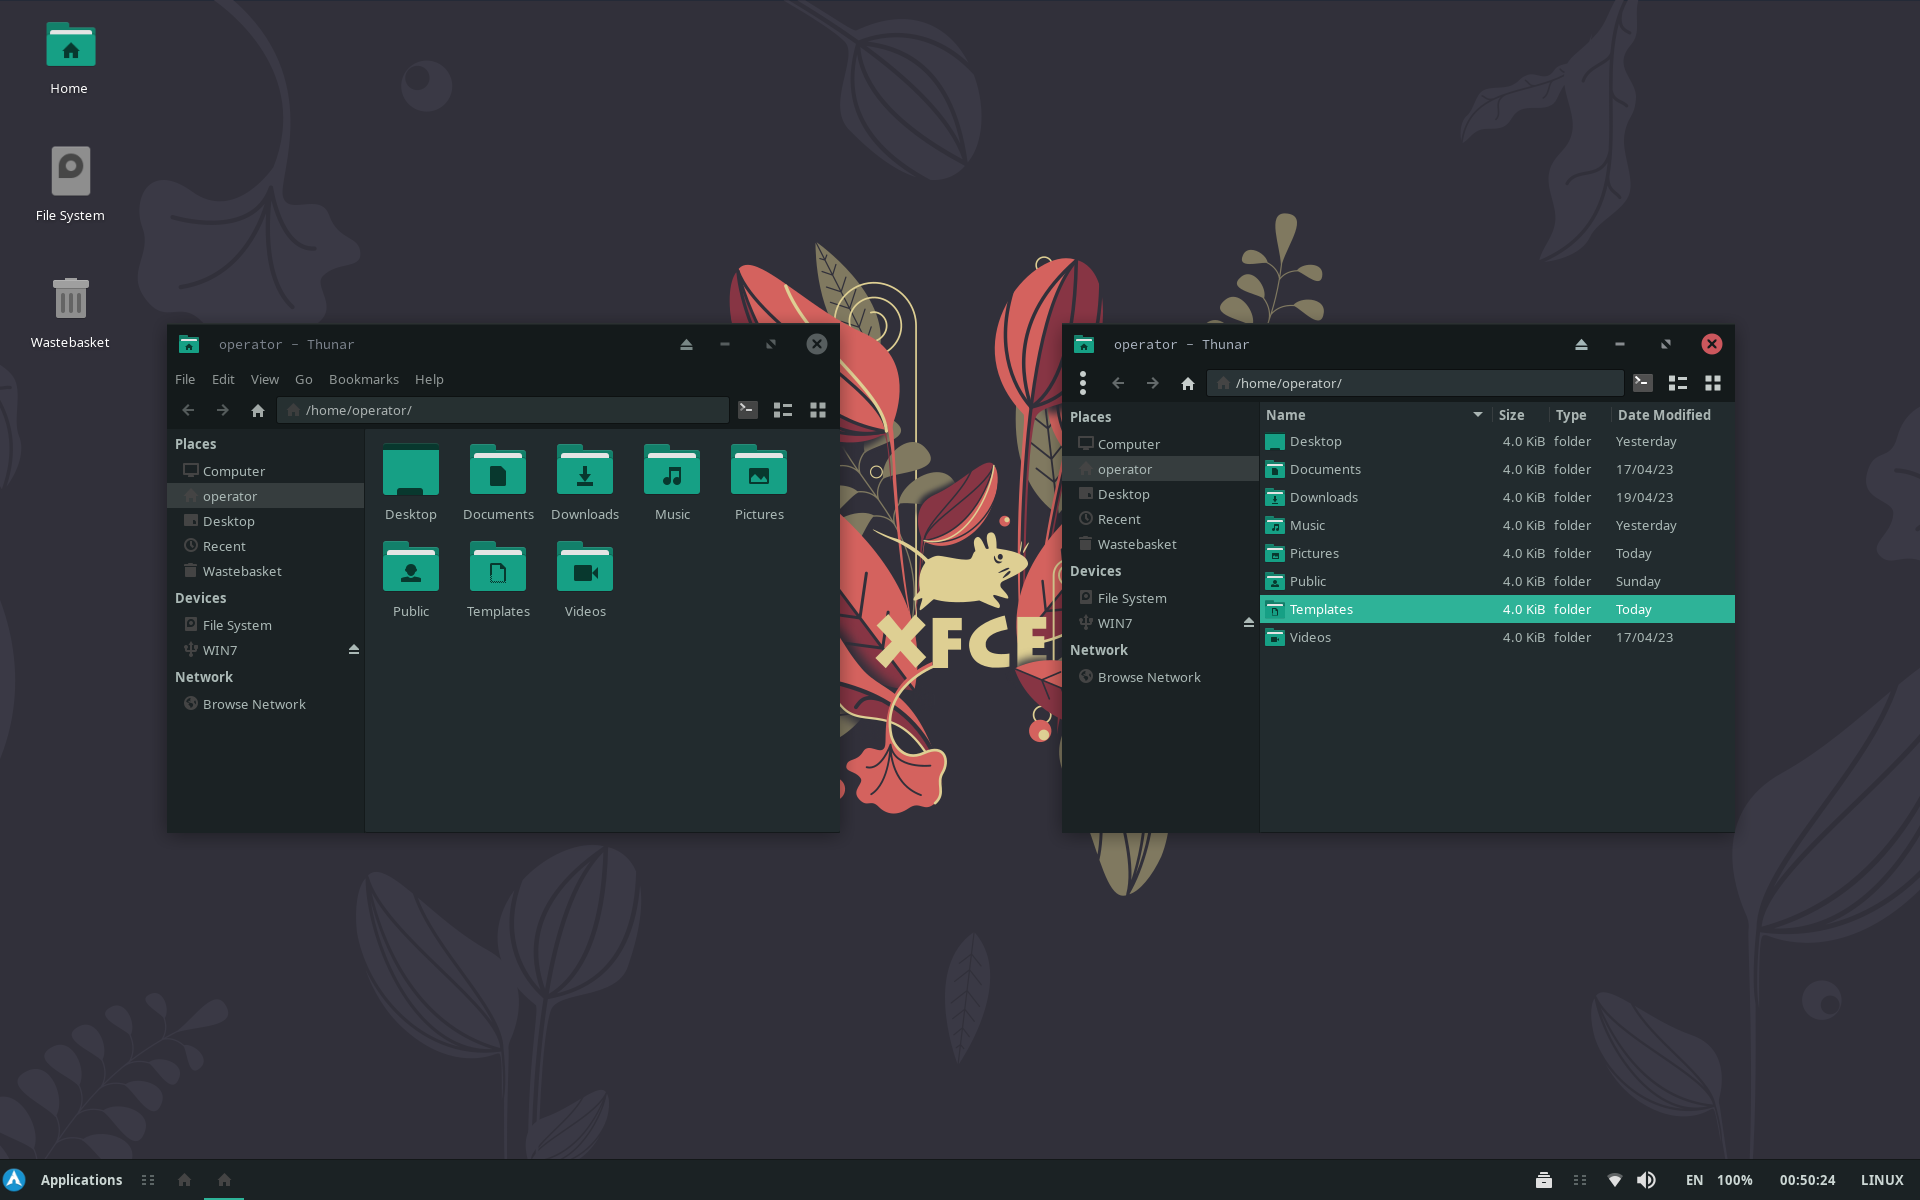 Home
File System
Wastebasket
operator – Thunar
File Edit View Go Bookmarks Help
/home/operator/
Places
Computer
operator
Desktop
Recent
Wastebasket
Devices
File System
WIN7
Network
Browse Network
Desktop Documents Downloads Music Pictures
Public Templates Videos
XFCE
operator – Thunar
/home/operator/
Places
Computer
operator
Desktop
Recent
Wastebasket
Devices
File System
WIN7
Network
Browse Network
Name Size Type Date Modified
Desktop 4.0 KiB folder Yesterday
Documents 4.0 KiB folder 17/04/23
Downloads 4.0 KiB folder 19/04/23
Music 4.0 KiB folder Yesterday
Pictures 4.0 KiB folder Today
Public 4.0 KiB folder Sunday
Templates 4.0 KiB folder Today
Videos 4.0 KiB folder 17/04/23
Applications EN 100% 00:50:24 LINUX